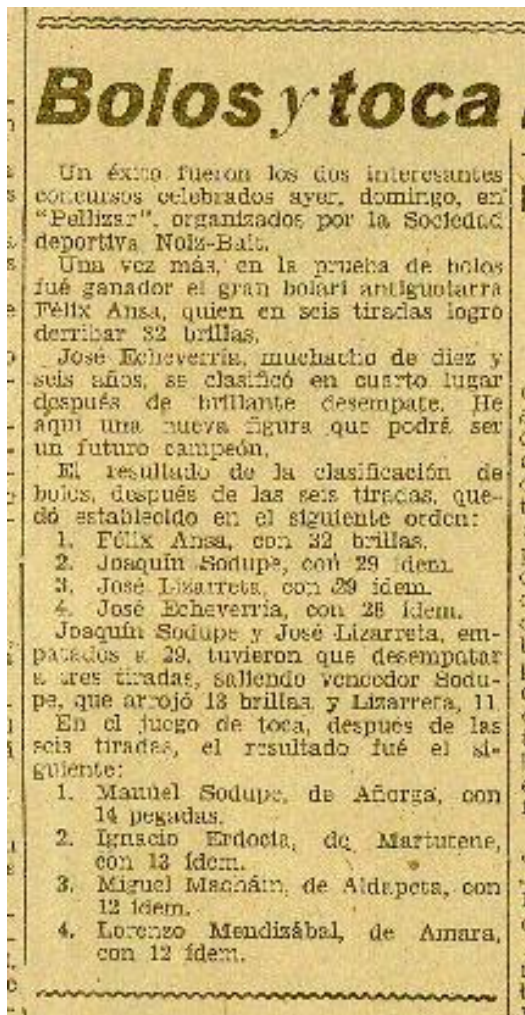 Bolos y toca
Un éxito fueron los dos interesantes
concursos celebrados ayer, domingo, en
"Pellizar", organizados por la Sociedad
deportiva Noiz-Bait.
Una vez más, en la prueba de bolos
fué ganador el gran bolari antiguotarra
Félix Ansa, quien en seis tiradas logró
derribar 32 brillas.
José Echeverría, muchacho de diez y
seis años, se clasificó en cuarto lugar
después de brillante desempate. He
aquí una nueva figura que podrá ser
un futuro campeón.
El resultado de la clasificación de
bolos, después de las seis tiradas, que-
dó establecido en el siguiente orden:
1. Félix Ansa, con 32 brillas.
2. Joaquín Sodupe, con 29 ídem.
3. José Lizarreta, con 29 ídem.
4. José Echeverría, con 28 ídem.
Joaquín Sodupe y José Lizarreta, em-
patados a 29, tuvieron que desempatar
a tres tiradas, saliendo vencedor Sodu-
pe, que arrojó 13 brillas y Lizarreta, 11.
En el juego de toca, después de las
seis tiradas, el resultado fué el si-
guiente:
1. Manuel Sodupe, de Añorga, con
14 pegadas.
2. Ignacio Erdocia, de Martutene,
con 13 ídem.
3. Miguel Macháin, de Aldapeta, con
12 ídem.
4. Lorenzo Mendizábal, de Amara,
con 12 ídem.